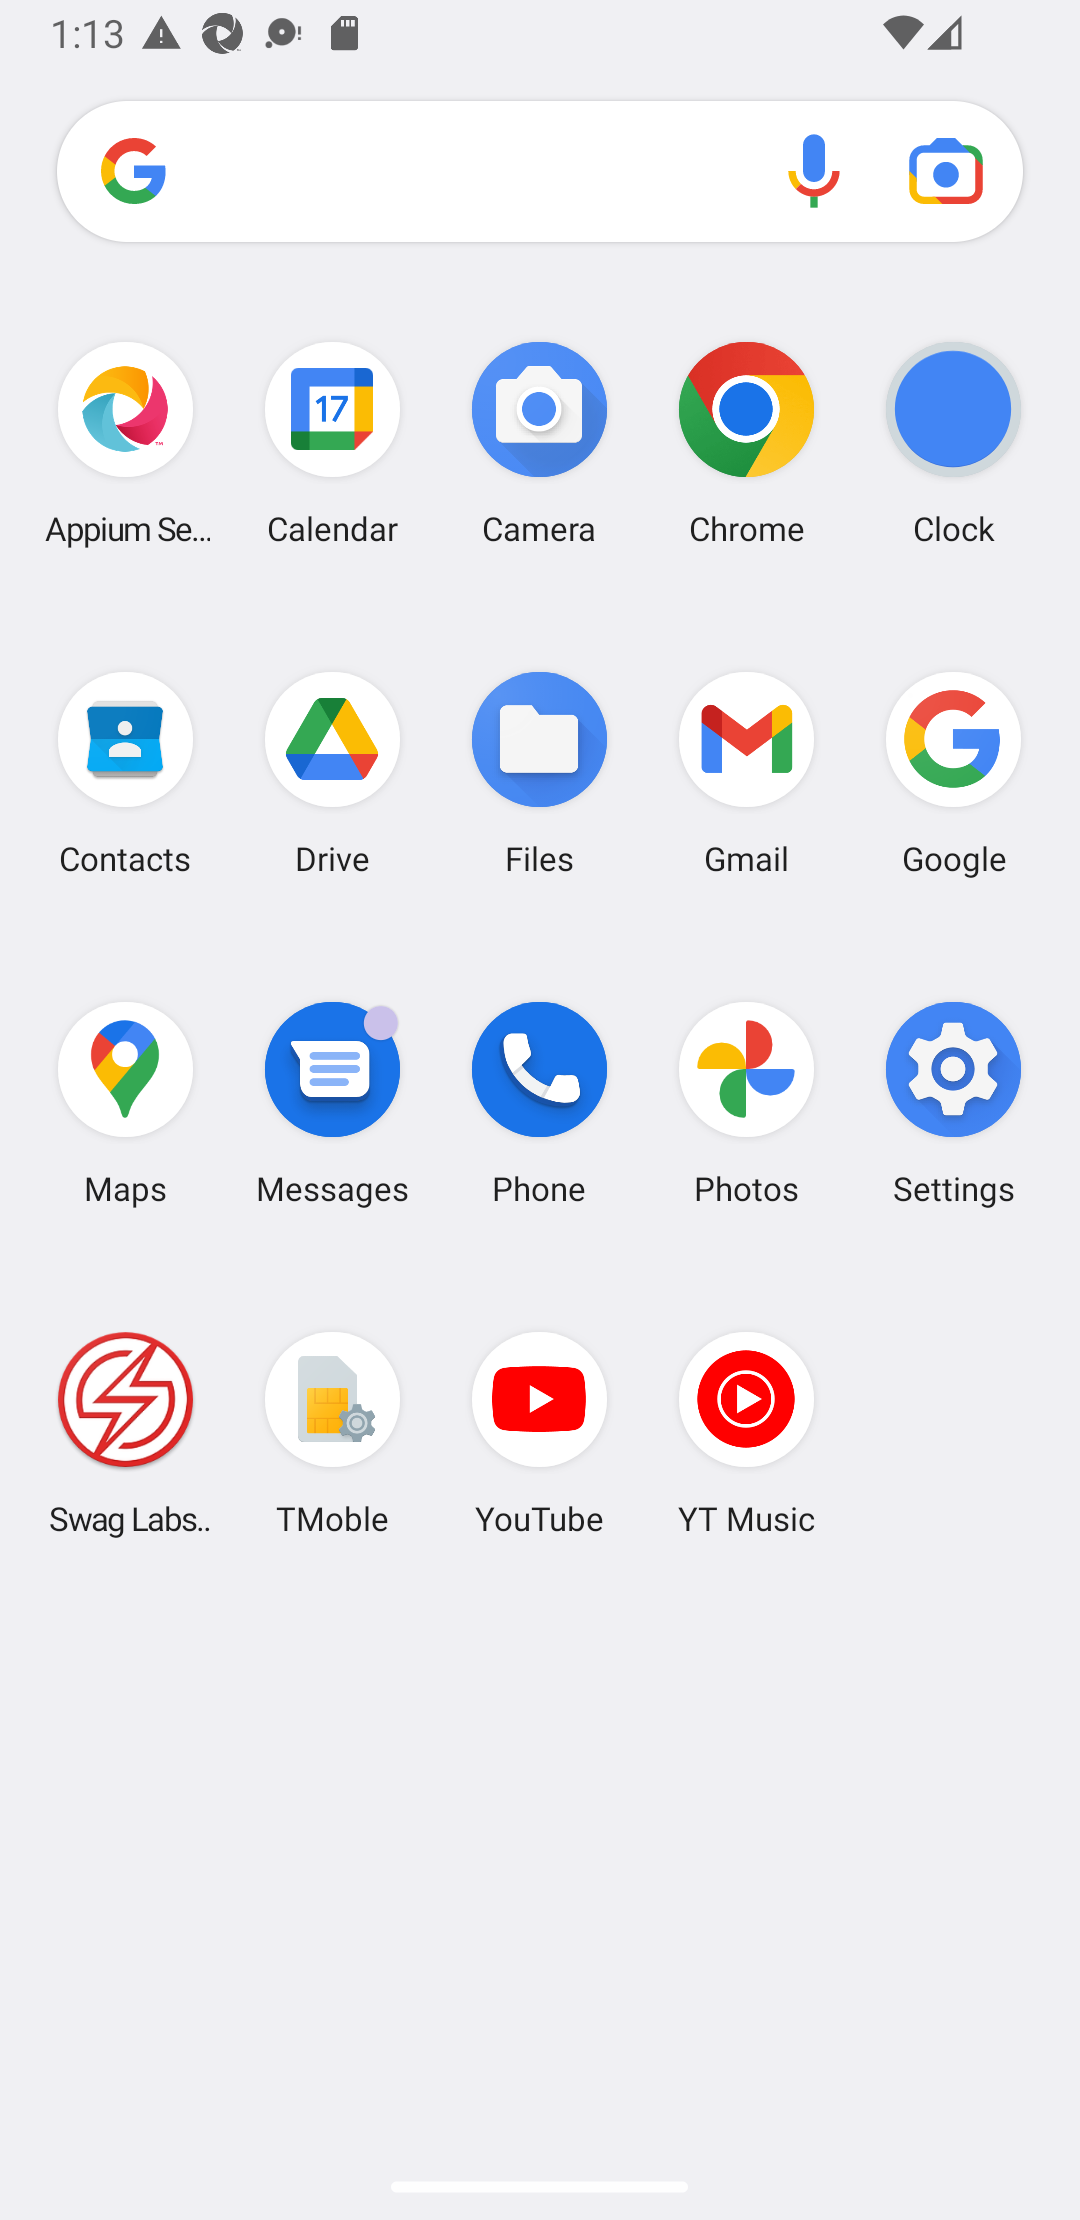 1:13
Appium Se...
Calendar
Camera
Chrome
Clock
Contacts
Drive
Files
Gmail
Google
Maps
Messages
Phone
Photos
Settings
Swag Labs..
TMoble
YouTube
YT Music